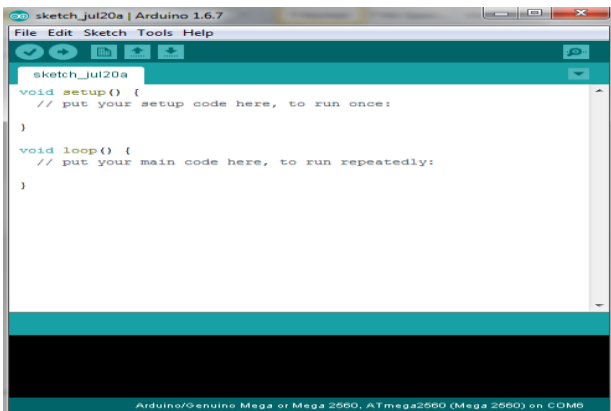 sketch_jul20a | Arduino 1.6.7
File Edit Sketch Tools Help
sketch_jul20a
void setup() {
// put your setup code here, to run once:
}
void loop() {
// put your main code here, to run repeatedly:
}
Arduino/Genuino Mega or Mega 2560, ATmega2560 (Mega 2560) on COM6